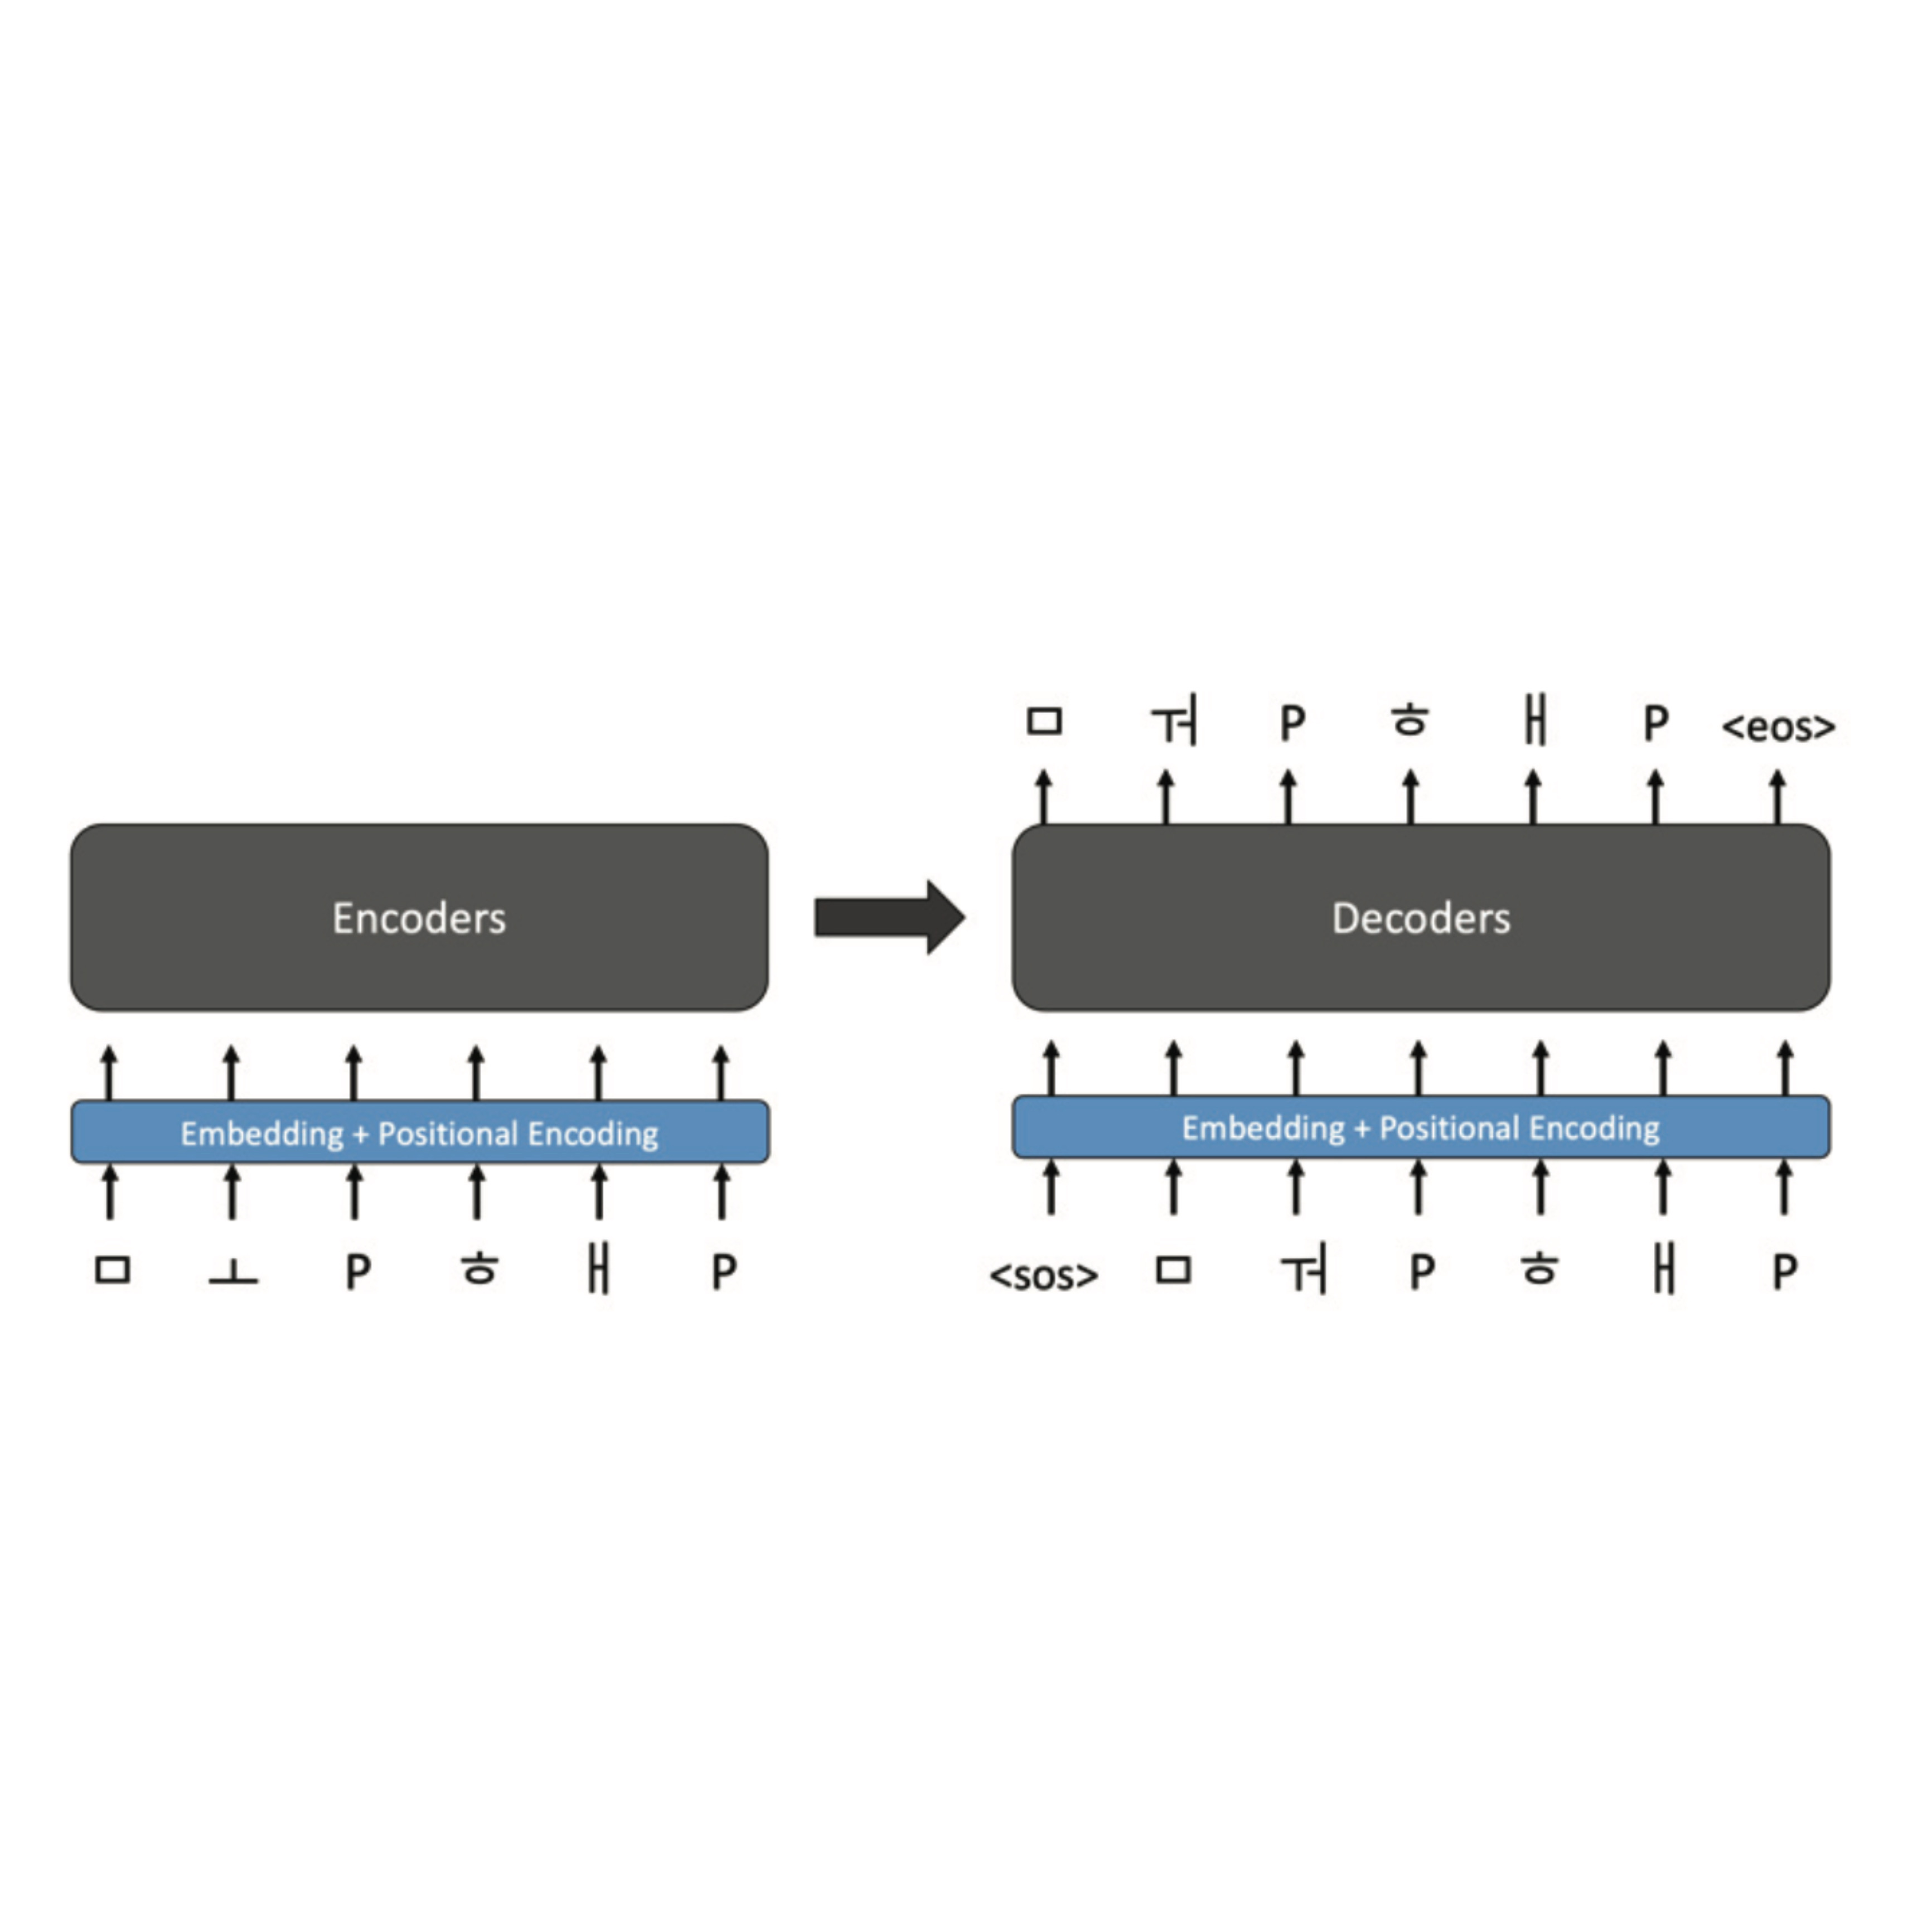 ㅁ ㅝ P ㅎ ㅐ P <eos>
Encoders
Decoders
Embedding + Positional Encoding
Embedding + Positional Encoding
ㅁ ㅗ P ㅎ ㅐ P
<sos> ㅁ ㅝ P ㅎ ㅐ P